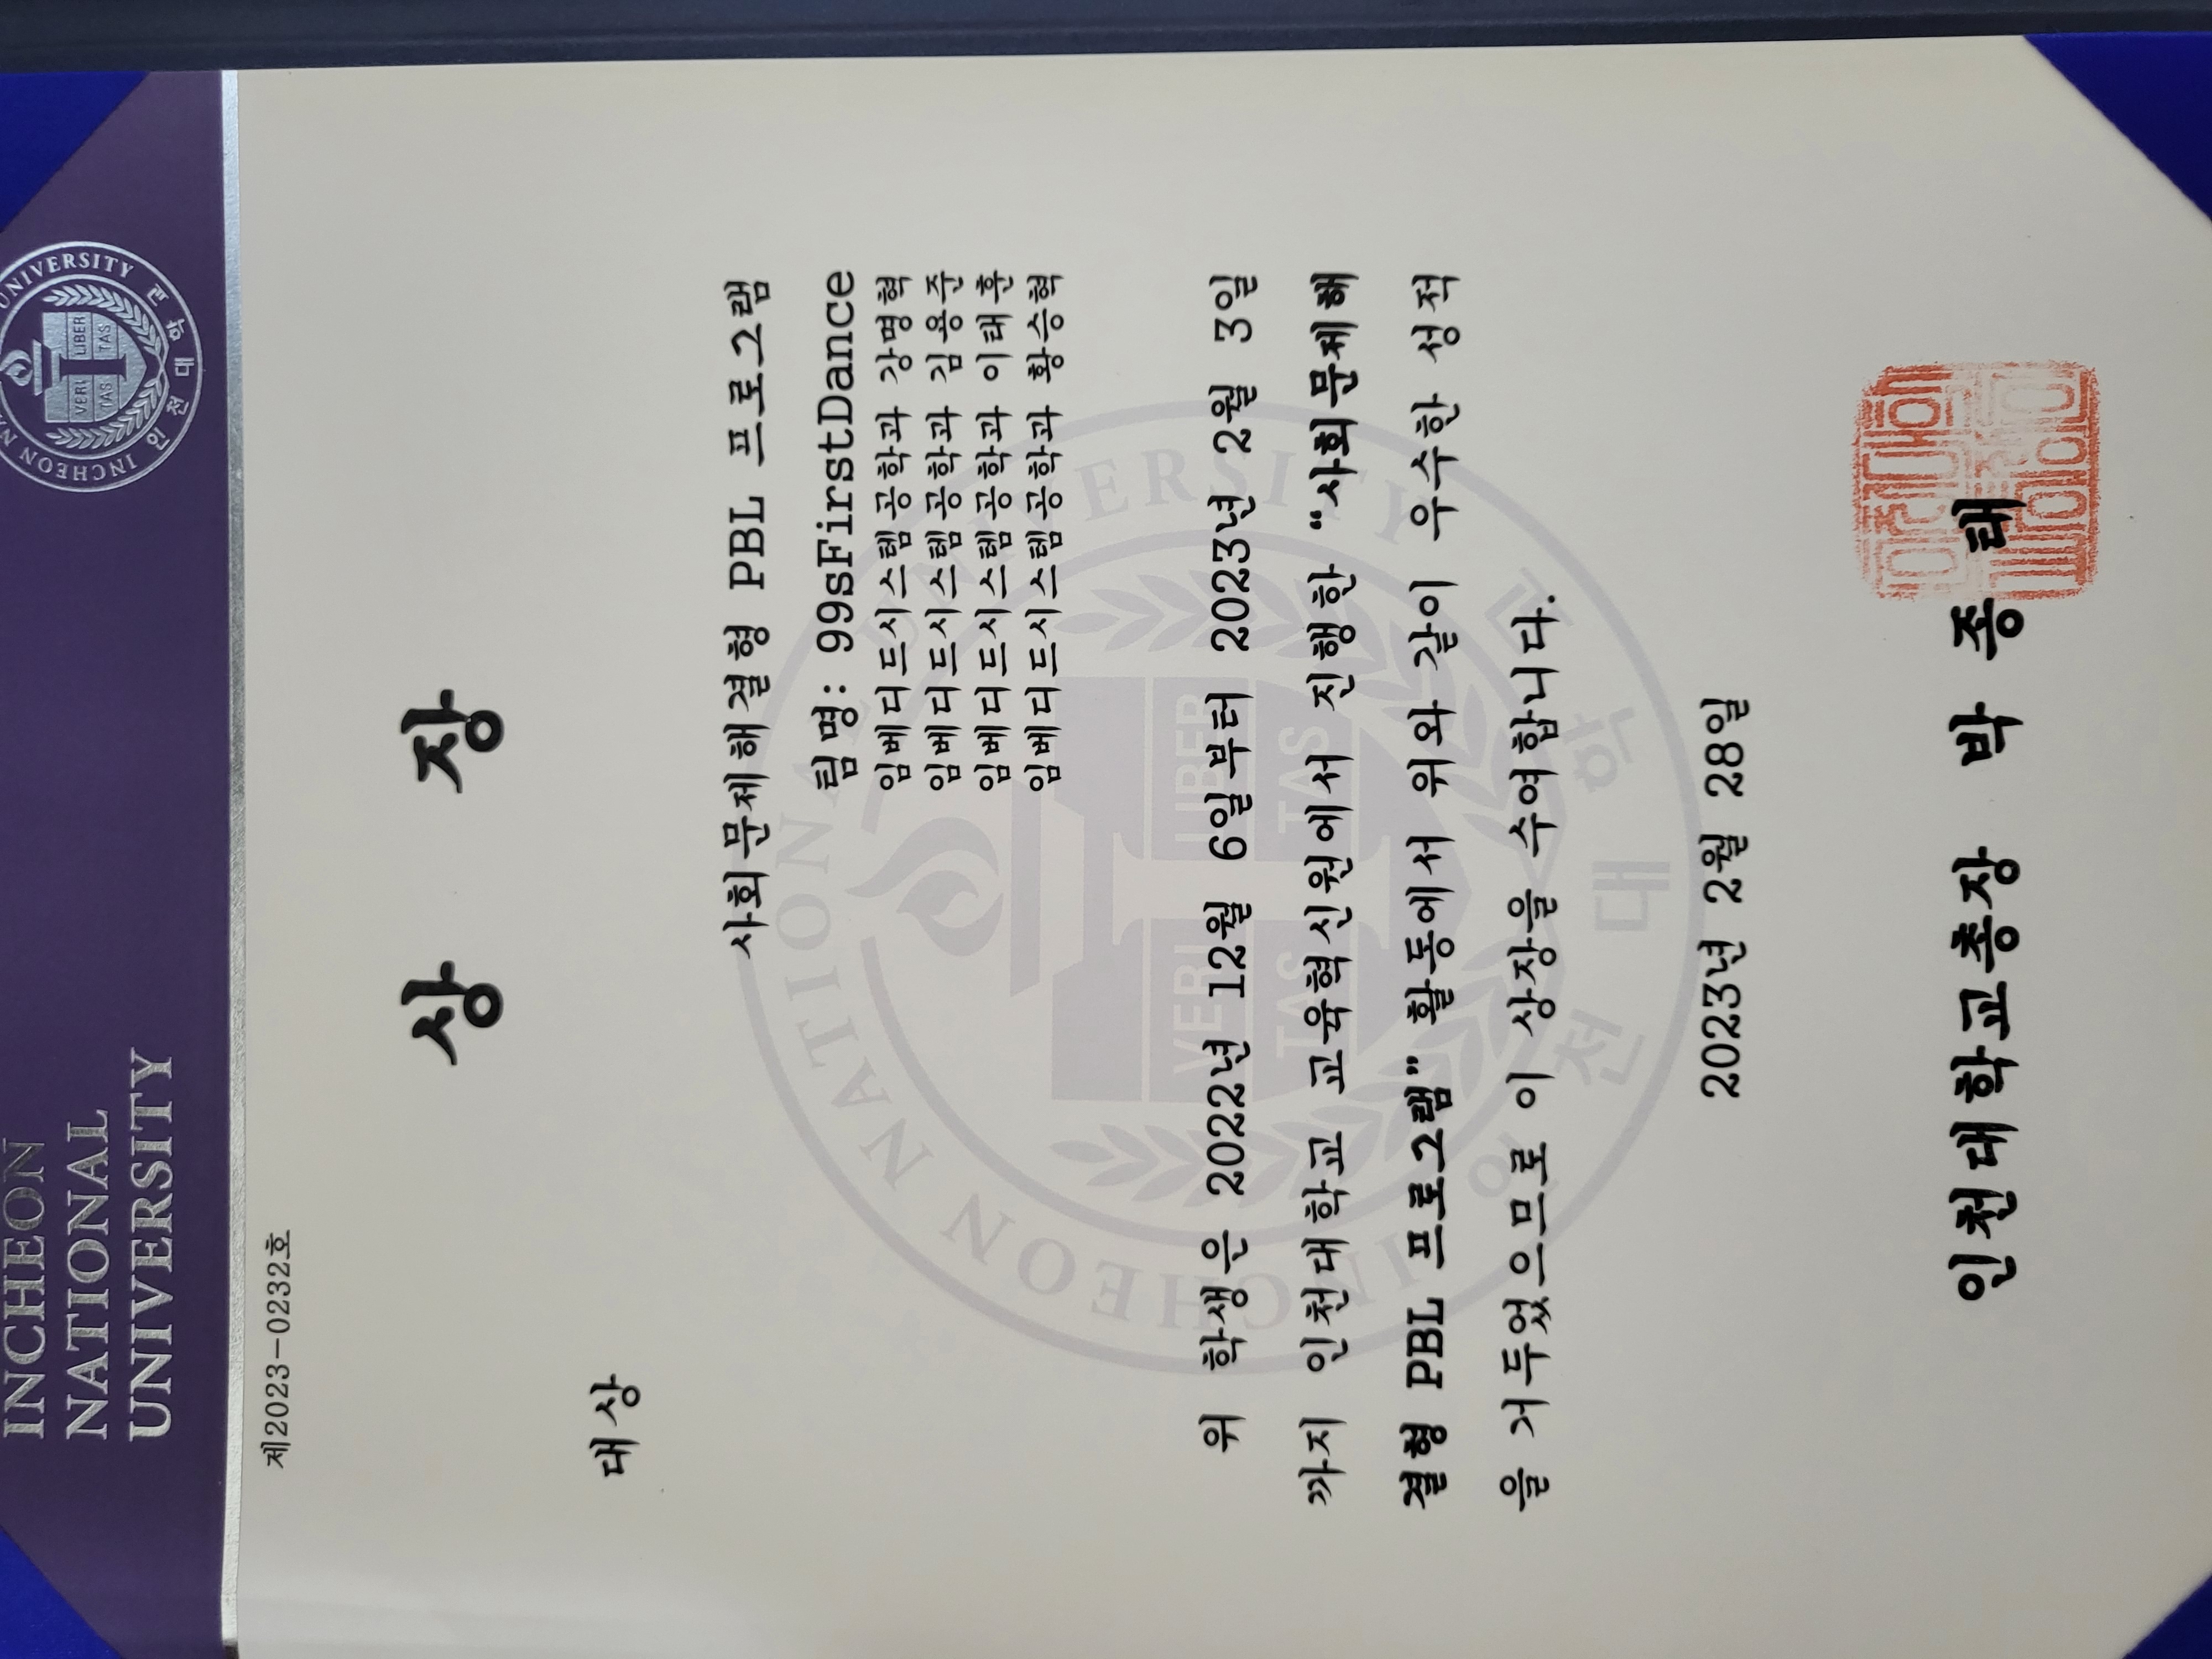 INCHEON
NATIONAL
UNIVERSITY
INCHEON NATIONAL UNIVERSITY
VERI LIBER
TAS TAS
인천대학교
제2023-0232호
상 장
대상
사회문제해결형 PBL 프로그램
팀명: 99sFirstDance
임베디드시스템공학과 강명혁
임베디드시스템공학과 김용준
임베디드시스템공학과 이태훈
임베디드시스템공학과 황승혁
위 학생은 2022년 12월 6일부터 2023년 2월 3일
까지 인천대학교 교육혁신원에서 진행한 “사회문제해
결형 PBL 프로그램” 활동에서 위와 같이 우수한 성적
을 거두었으므로 이 상장을 수여합니다.
INCHEON NATIONAL UNIVERSITY
VERI LIBER
TAS TAS
인천대학교
2023년 2월 28일
인천대학교총장 박 종 태